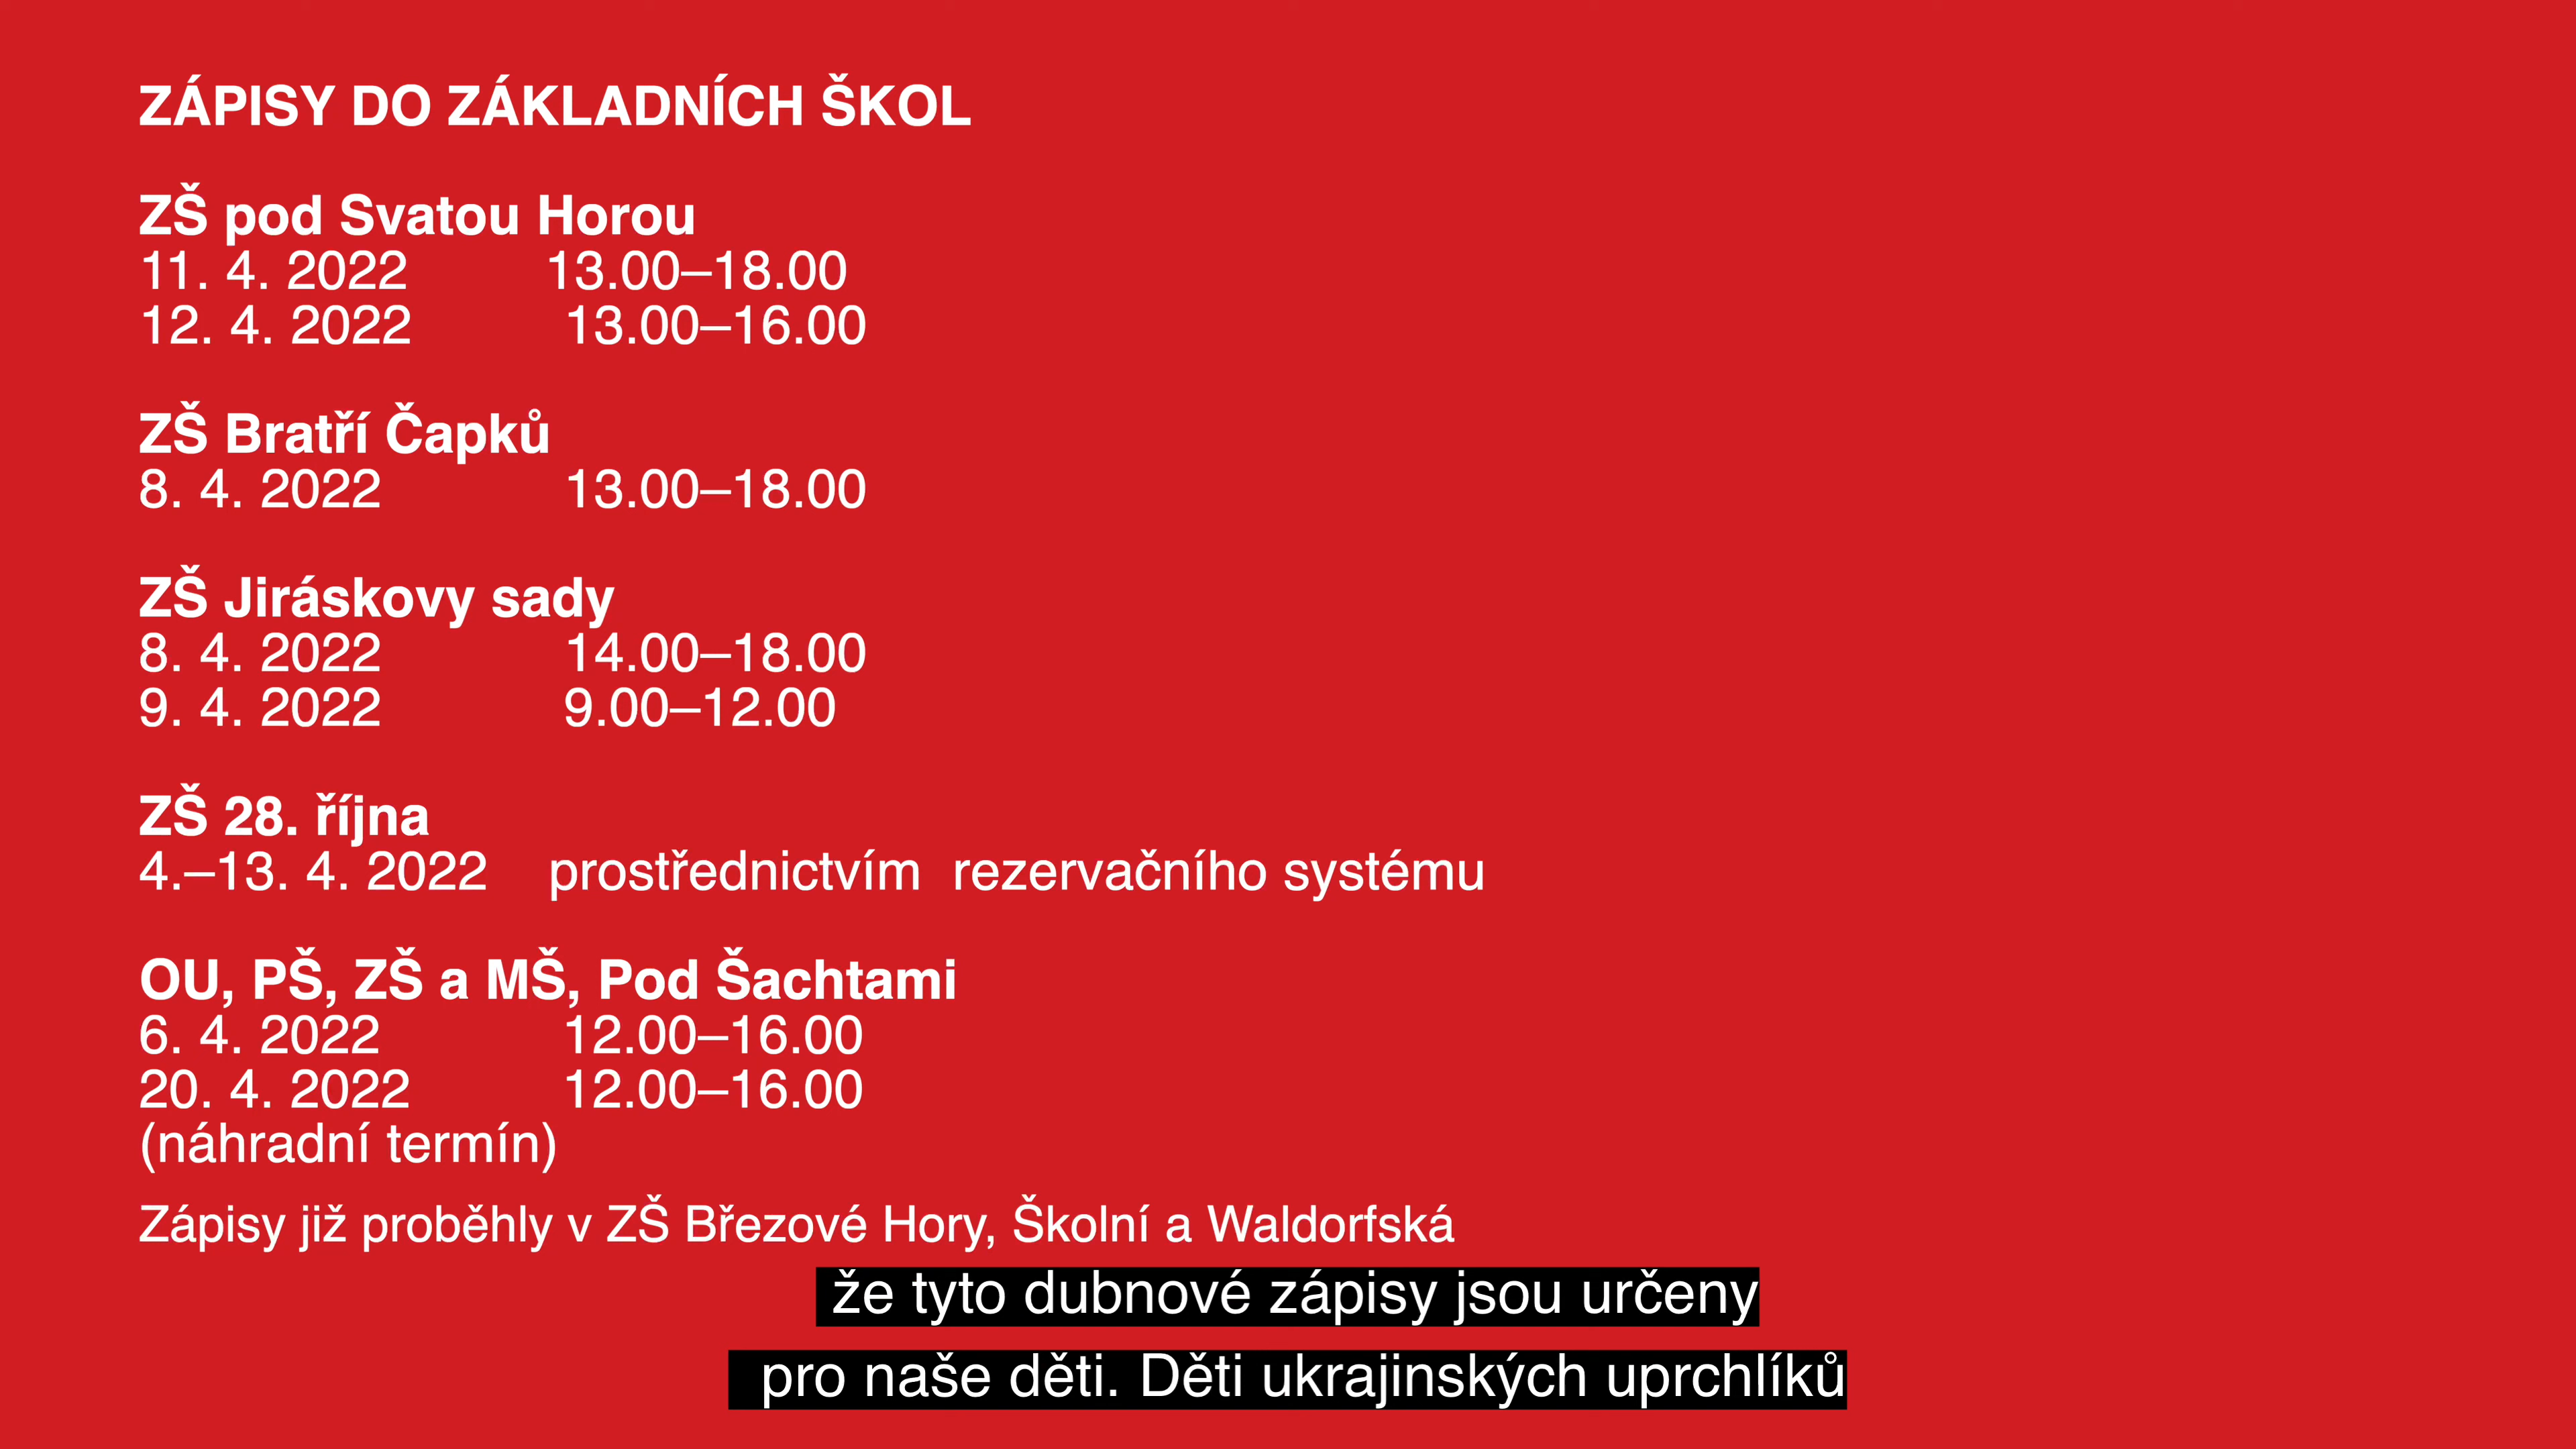 ZÁPISY DO ZÁKLADNÍCH ŠKOL
ZŠ pod Svatou Horou
11. 4. 2022 13.00–18.00
12. 4. 2022 13.00–16.00
ZŠ Bratří Čapků
8. 4. 2022 13.00–18.00
ZŠ Jiráskovy sady
8. 4. 2022 14.00–18.00
9. 4. 2022 9.00–12.00
ZŠ 28. října
4.–13. 4. 2022 prostřednictvím rezervačního systému
OU, PŠ, ZŠ a MŠ, Pod Šachtami
6. 4. 2022 12.00–16.00
20. 4. 2022 12.00–16.00
(náhradní termín)
Zápisy již proběhly v ZŠ Březové Hory, Školní a Waldorfská
že tyto dubnové zápisy jsou určeny
pro naše děti. Děti ukrajinských uprchlíků